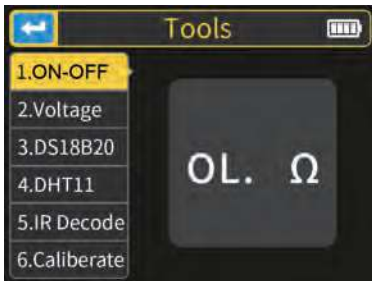 Tools
1.ON-OFF
2.Voltage
3.DS18B20
4.DHT11
5.IR Decode
6.Caliberate
OL. Ω